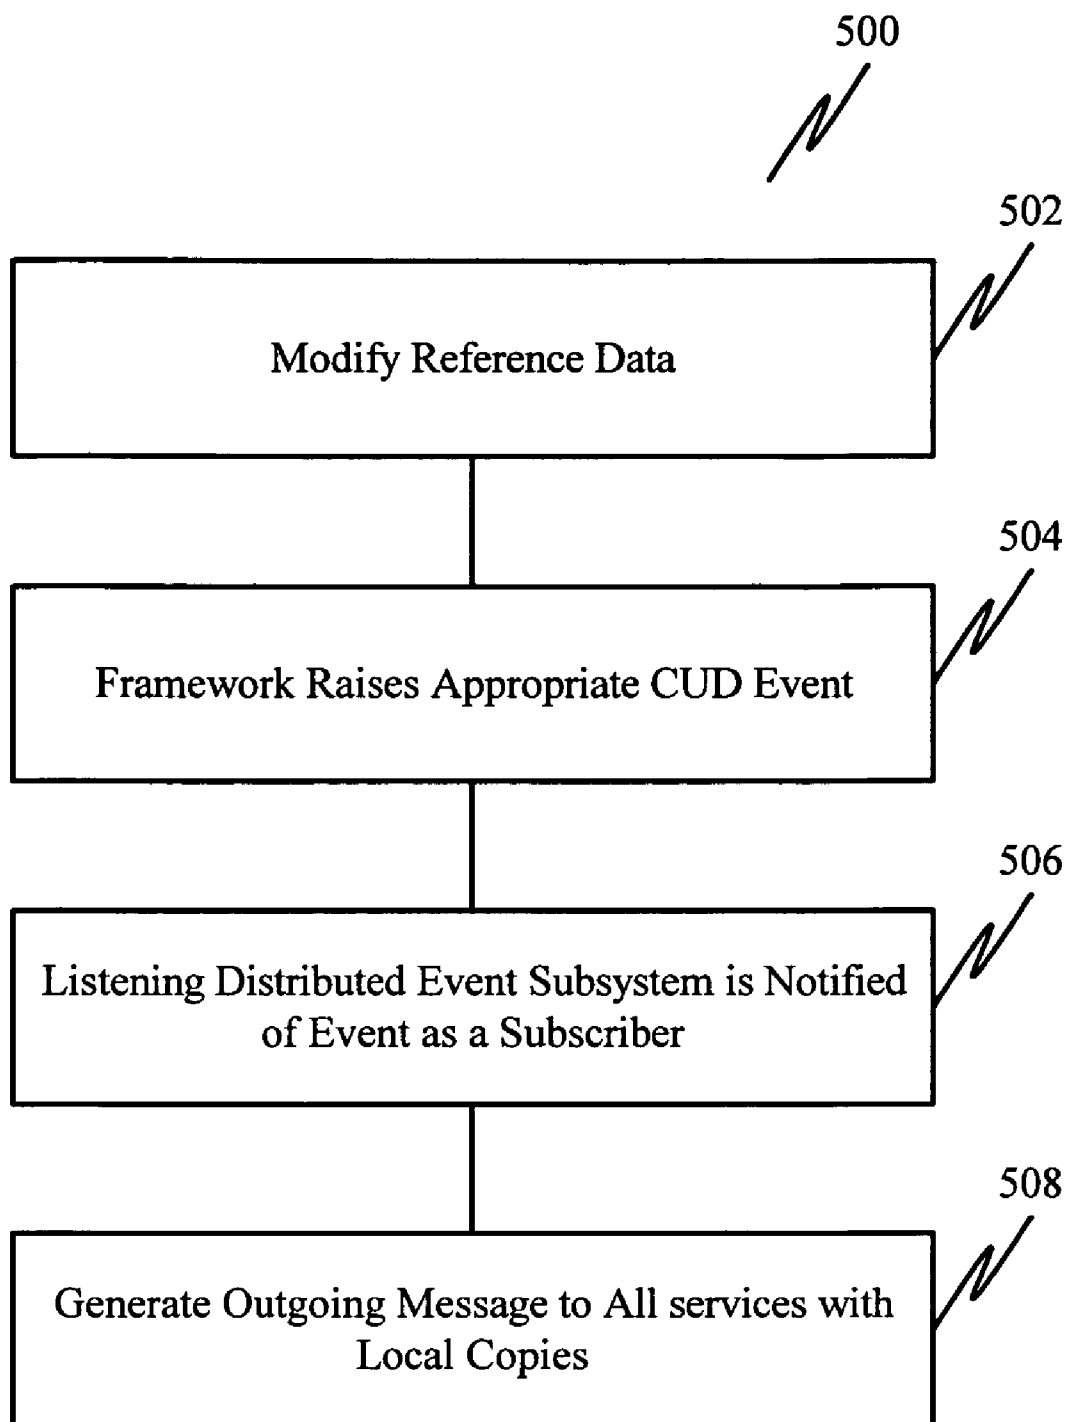 500
502
Modify Reference Data
504
Framework Raises Appropriate CUD Event
506
Listening Distributed Event Subsystem is Notified
of Event as a Subscriber
508
Generate Outgoing Message to All services with
Local Copies